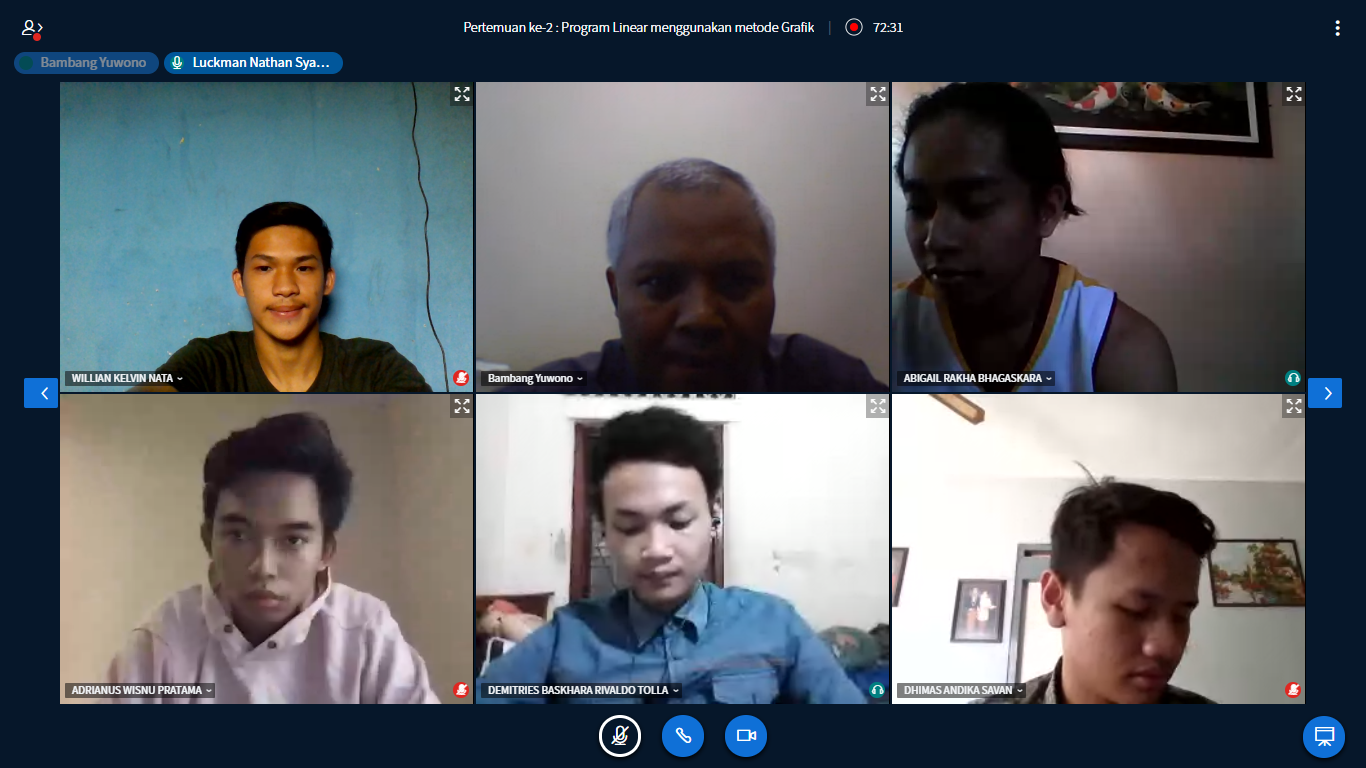 Pertemuan ke-2 : Program Linear menggunakan metode Grafik | 72:31
Bambang Yuwono
Luckman Nathan Sya...
WILLIAN KELVIN NATA
Bambang Yuwono
ABIGAIL RAKHA BHAGASKARA
ADRIANUS WISNU PRATAMA
DEMITRIES BASKHARA RIVALDO TOLLA
DHIMAS ANDIKA SAVAN